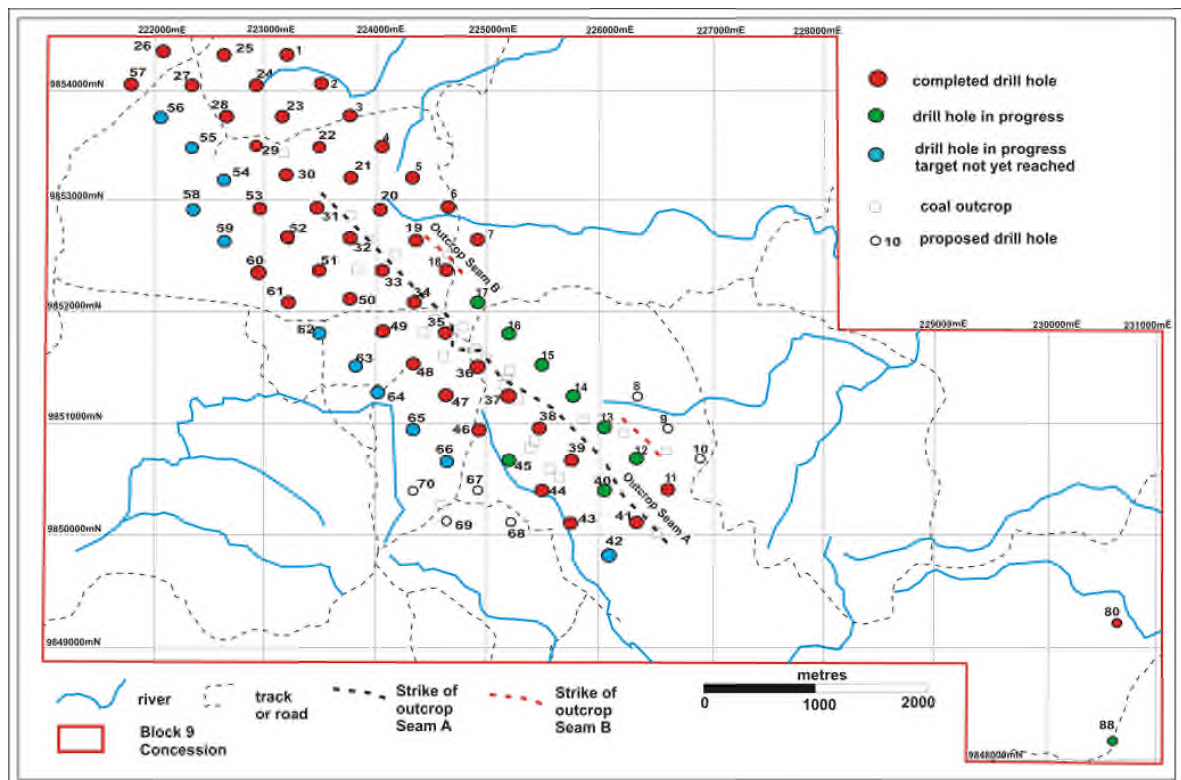 222000mE 223000mE 224000mE 225000mE 226000mE 227000mE 228000mE
26 25 1
57 27 24 2
9854000mN
56 28 23 3
55 29 22 4
54 30 21 5
9853000mN
58 53 31 20 6
59 52 32 19 7
Outcrop Seam B
60 51 33 18
61 50 34 17
9852000mN
62 49 35 16
229000mE 230000mE 231000mE
63 48 36 15
64 47 37 14 8
9851000mN
65 46 38 13 9
66 45 39 12 10
70 67 44 40 11
Outcrop Seam A
69 68 43 41
9850000mN
42
80
9849000mN
88
9848000mN
completed drill hole
drill hole in progress
drill hole in progress
target not yet reached
coal outcrop
10 proposed drill hole
river
track
or road
Strike of
outcrop
Seam A
Strike of
outcrop
Seam B
metres
0 1000 2000
Block 9
Concession